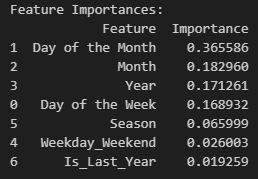 Feature Importances:
Feature Importance
1 Day of the Month 0.365586
2 Month 0.182960
3 Year 0.171261
0 Day of the Week 0.168932
5 Season 0.065999
4 Weekday_Weekend 0.026003
6 Is_Last_Year 0.019259